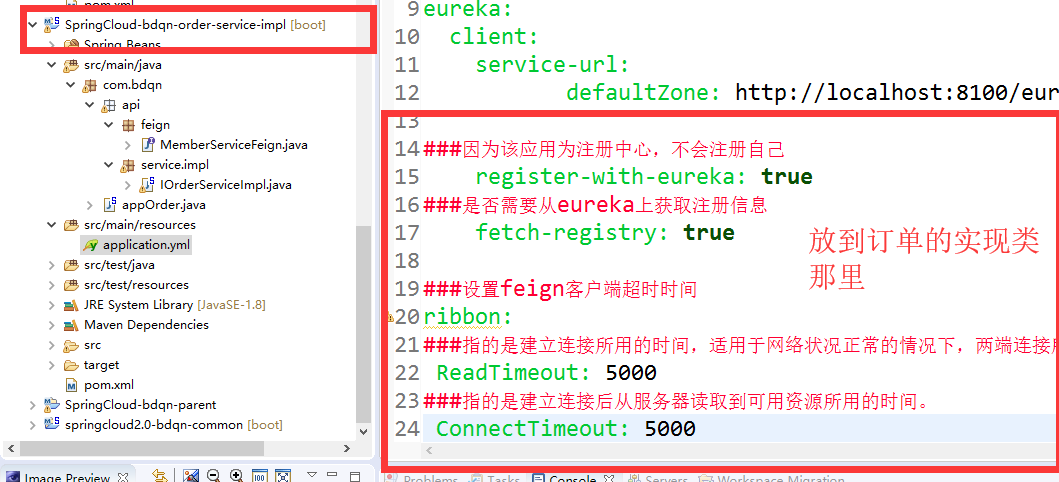 pom.xml
SpringCloud-bdqn-order-service-impl [boot]
Spring Beans
src/main/java
com.bdqn
api
feign
MemberServiceFeign.java
service.impl
IOrderServiceImpl.java
appOrder.java
src/main/resources
application.yml
src/test/java
src/test/resources
JRE System Library [JavaSE-1.8]
Maven Dependencies
src
target
pom.xml
SpringCloud-bdqn-parent
springcloud2.0-bdqn-common [boot]
Image Preview
9 eureka:
10 client:
11 service-url:
12 defaultZone: http://localhost:8100/eur
13
14 ###因为该应用为注册中心，不会注册自己
15 register-with-eureka: true
16 ###是否需要从eureka上获取注册信息
17 fetch-registry: true
18
19 ###设置feign客户端超时时间
20 ribbon:
21 ###指的是建立连接所用的时间，适用于网络状况正常的情况下，两端连接所
22 ReadTimeout: 5000
23 ###指的是建立连接后从服务器读取到可用资源所用的时间。
24 ConnectTimeout: 5000
放到订单的实现类
那里
Problems Tasks Console Servers Workspace Migration